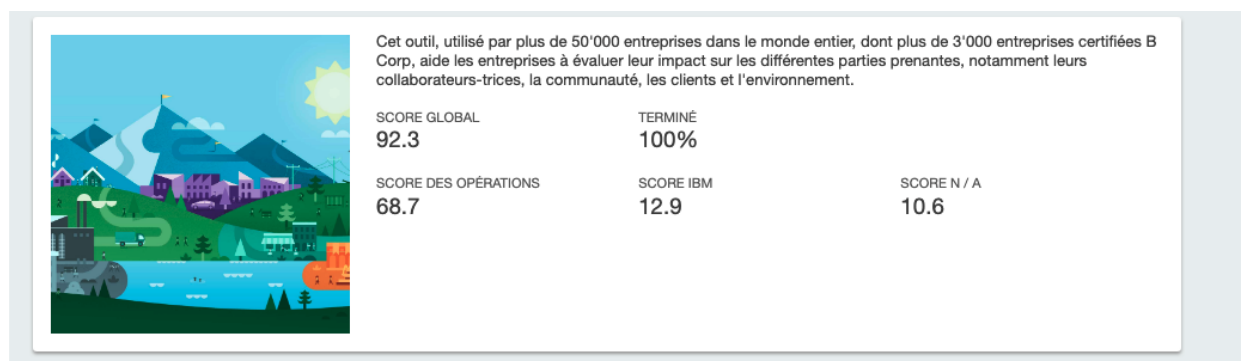 Cet outil, utilisé par plus de 50'000 entreprises dans le monde entier, dont plus de 3'000 entreprises certifiées B
Corp, aide les entreprises à évaluer leur impact sur les différentes parties prenantes, notamment leurs
collaborateurs-trices, la communauté, les clients et l'environnement.
SCORE GLOBAL TERMINÉ
92.3 100%
SCORE DES OPÉRATIONS SCORE IBM SCORE N / A
68.7 12.9 10.6